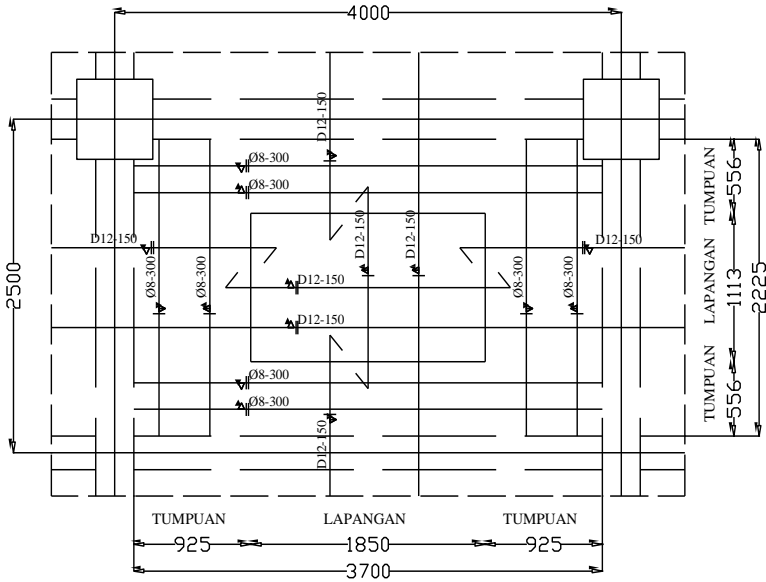 4000
D12-150
Ø8-300
Ø8-300
TUMPUAN
556
D12-150
D12-150
D12-150
D12-150
Ø8-300
Ø8-300
D12-150
D12-150
Ø8-300
Ø8-300
2500
LAPANGAN
1113
2225
Ø8-300
Ø8-300
TUMPUAN
556
D12-150
TUMPUAN
LAPANGAN
TUMPUAN
925
1850
925
3700